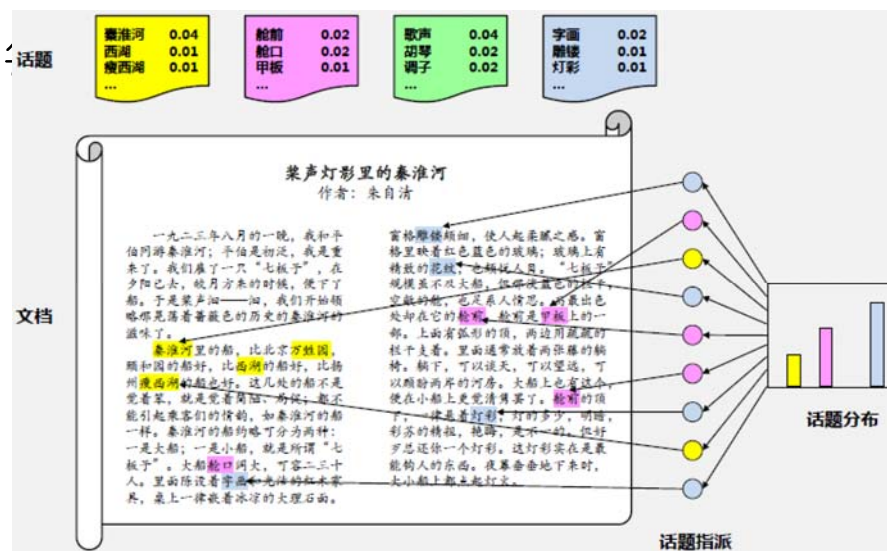 话题
秦淮河 0.04
西湖 0.01
瘦西湖 0.01
...
舱前 0.02
舱口 0.02
甲板 0.01
...
歌声 0.04
胡琴 0.02
调子 0.02
...
字画 0.02
雕镂 0.01
灯彩 0.01
...
文档
桨声灯影里的秦淮河
作者：朱自清
一九二三年八月的一晚，我和平
伯同游秦淮河；平伯是初泛，我是重
来了。我们雇了一只“七板子”，在
夕阳已去，皎月方来的时候，便下了
船。于是桨声汩——汩，我们开始领
略那晃荡着蔷薇色的历史的秦淮河的
滋味了。
秦淮河里的船，比北京万甡园，
颐和园的船好，比西湖的船好，比扬
州瘦西湖的船也好。这几处的船不是
觉着笨，就是觉着简陋、局促；都不
能引起乘客们的情韵，如秦淮河的船
一样。秦淮河的船约略可分为两种：
一是大船；一是小船，就是所谓“七
板子”。大船舱口阔大，可容二三十
人。里面陈设着字画和光洁的红木家
具，桌上一律嵌着冰凉的大理石面。
窗格雕镂颇细，使人起柔腻之感。窗
格里映着红色蓝色的玻璃；玻璃上有
精致的花纹，也颇悦人目。“七板子”
规模虽不及大船，但那淡蓝色的栏干，
空敞的舱，也足系人情思。而最出色
处却在它的舱前。舱前是甲板上的一
部。上面有弧形的顶，两边用疏疏的
栏干支着。里面通常放着两张藤的躺
椅。躺下，可以谈天，可以望远，可
以顾盼两岸的河房。大船上也有这个，
便在小船上更觉清隽罢了。舱前的顶
下，一律悬着灯彩；灯的多少，明暗，
彩苏的精粗，艳晦，是不一的。但好
歹总还你一个灯彩。这灯彩实在是最
能钩人的东西。夜幕垂垂地下来时，
大小船上都点起灯火。
话题分布
话题指派